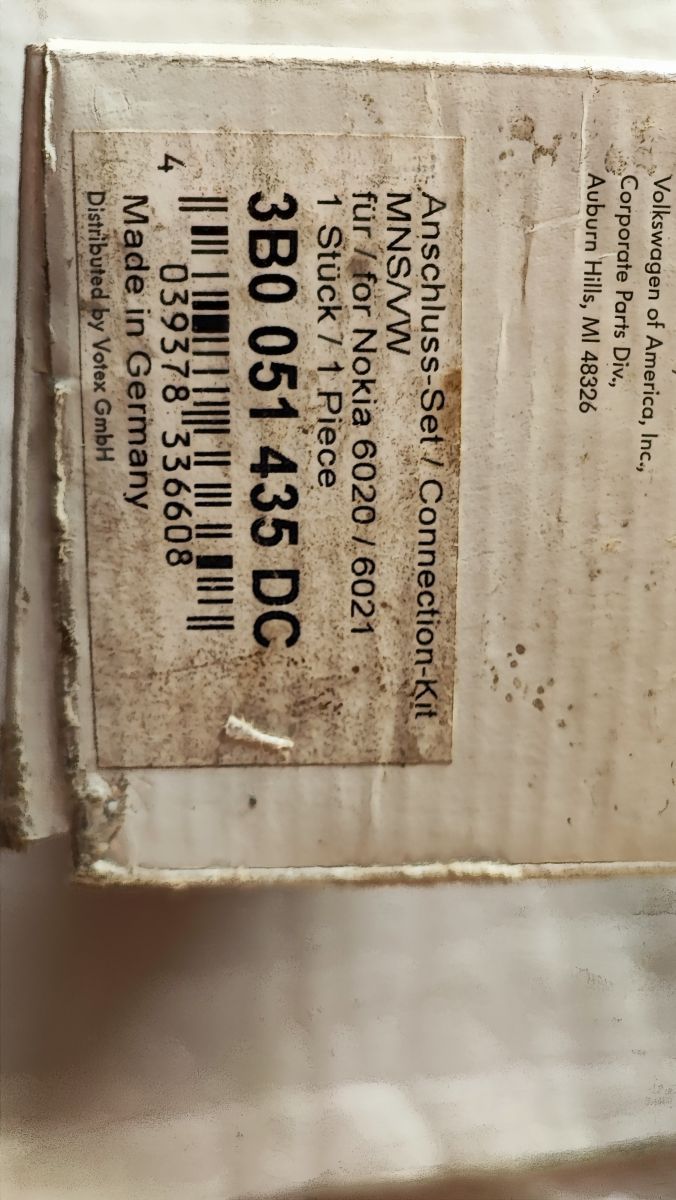 Volkswagen of America, Inc.,
Corporate Parts Div.,
Auburn Hills, MI 48326
Anschluss-Set / Connection-Kit
MNS/VW
für / for Nokia 6020 / 6021
1 Stück / 1 Piece
3B0 051 435 DC
4 039378 336608
Made in Germany
Distributed by Votex GmbH